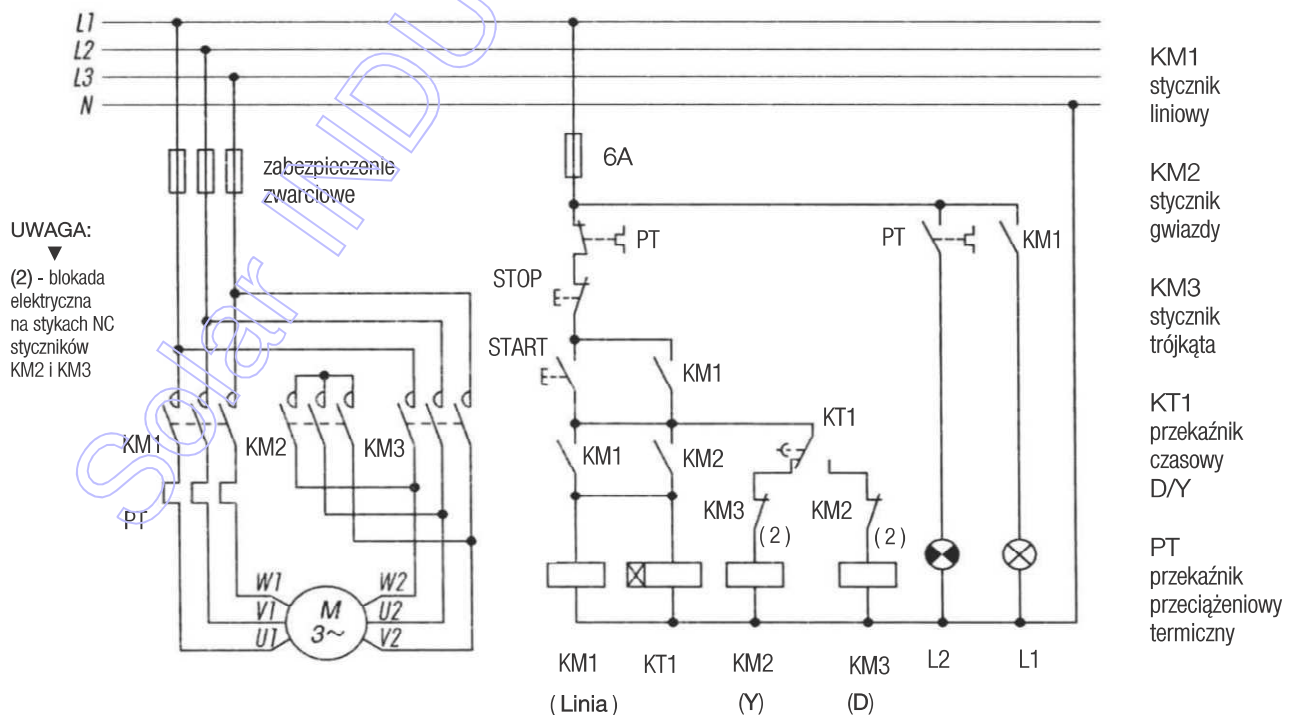 L1
L2
L3
N
zabezpieczenie
zwarciowe
UWAGA:
(2) - blokada
elektryczna
na stykach NC
styczników
KM2 i KM3
KM1
KM2
KM3
PT
W1
V1
U1
M
3~
W2
U2
V2
6A
PT
STOP
START
KM1
KM1
KM2
KT1
KM3
(2)
KM2
(2)
PT
KM1
KM1
(Linia)
KT1
KM2
(Y)
KM3
(D)
L2
L1
KM1
stycznik
liniowy
KM2
stycznik
gwiazdy
KM3
stycznik
trójkąta
KT1
przekaźnik
czasowy
D/Y
PT
przekaźnik
przeciążeniowy
termiczny
Solar INDU